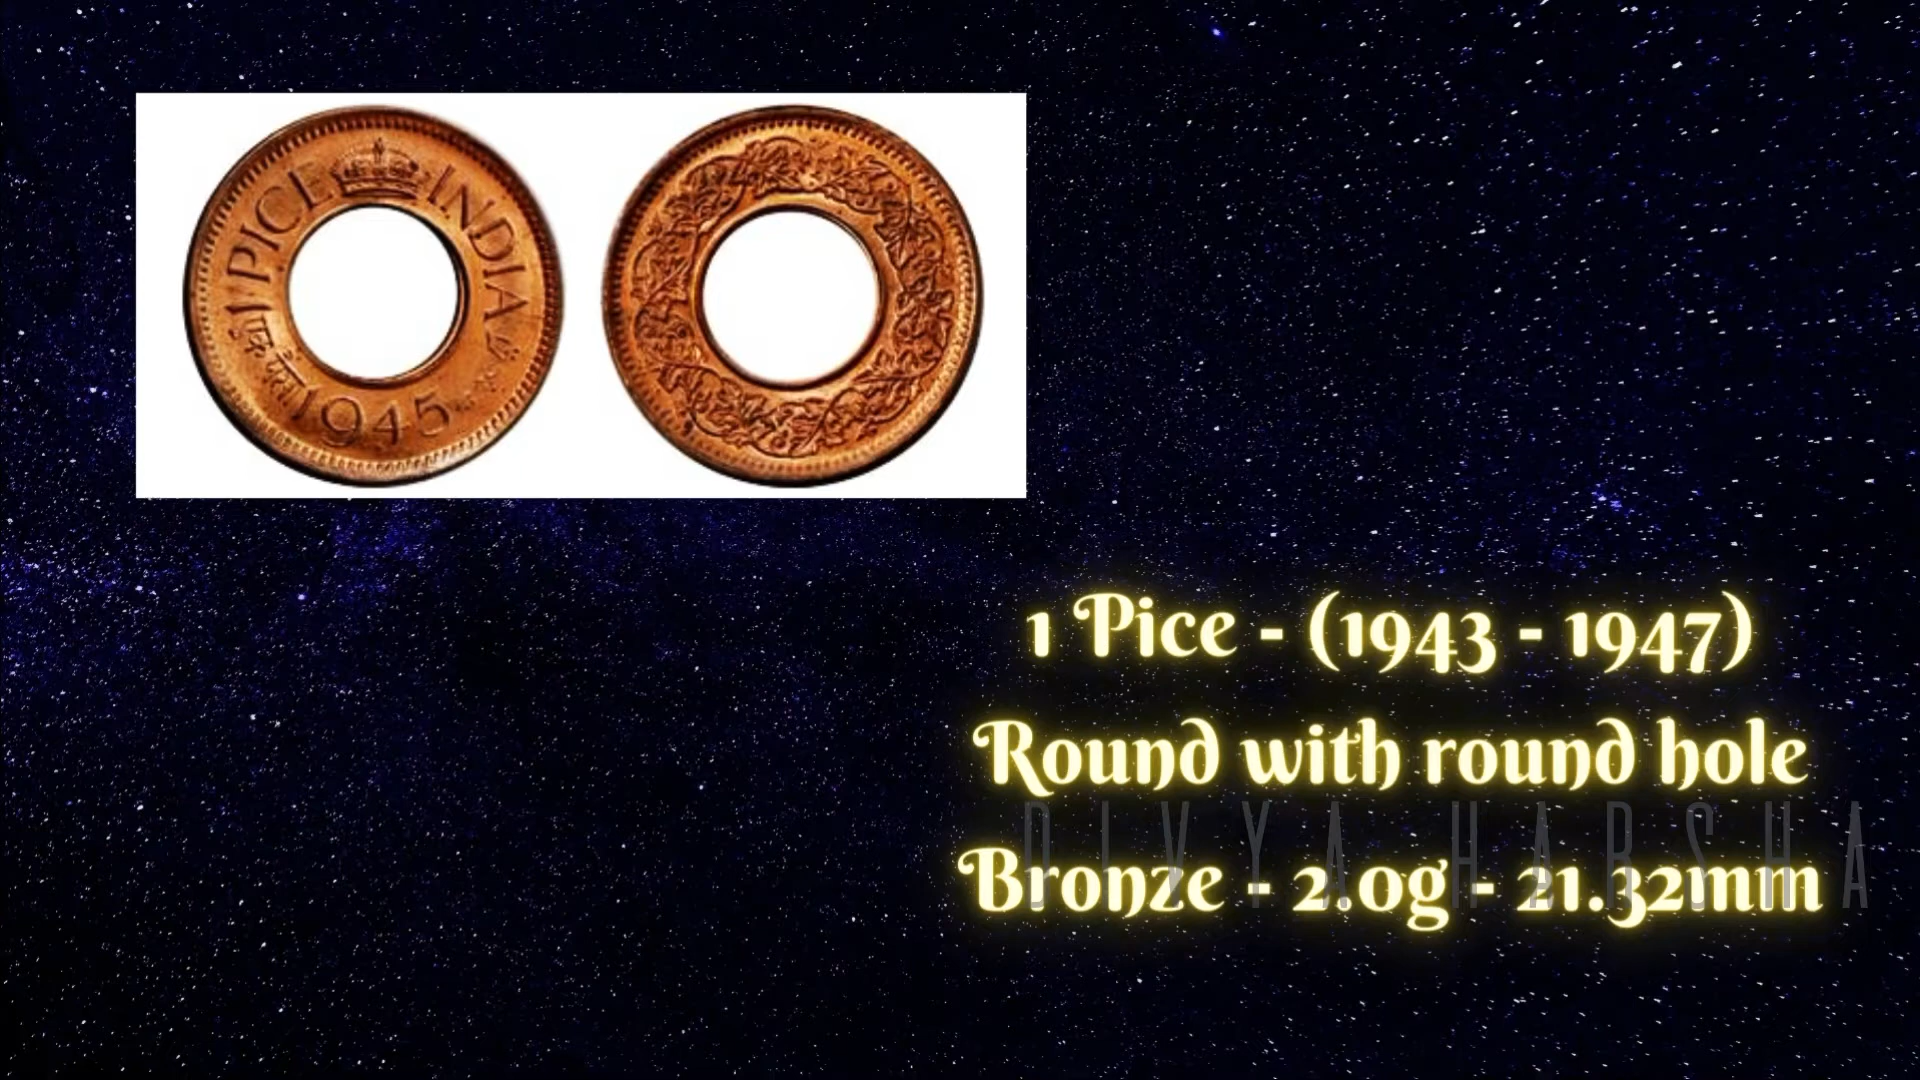 1 PICE INDIA
एक पैसा 1945
1 Pice - (1943 - 1947)
Round with round hole
DIVYA HARSHA
Bronze - 2.0g - 21.32mm